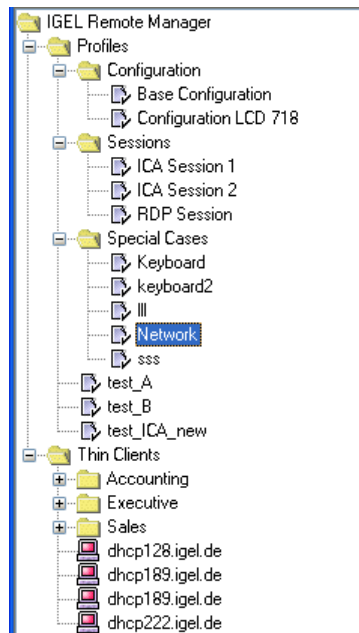 IGEL Remote Manager
Profiles
Configuration
Base Configuration
Configuration LCD 718
Sessions
ICA Session 1
ICA Session 2
RDP Session
Special Cases
Keyboard
keyboard2
lll
Network
sss
test_A
test_B
test_ICA_new
Thin Clients
Accounting
Executive
Sales
dhcp128.igel.de
dhcp189.igel.de
dhcp189.igel.de
dhcp222.igel.de